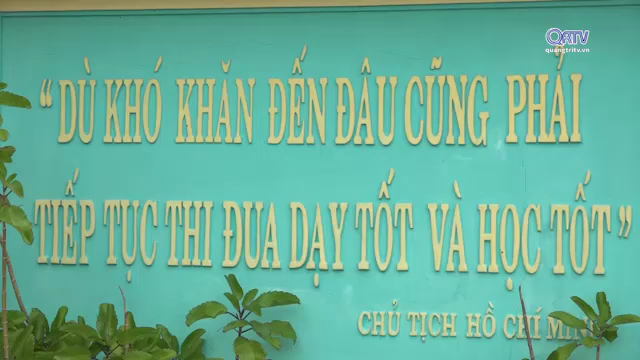 QRTV
quangtritv.vn
“DÙ KHÓ KHĂN ĐẾN ĐÂU CŨNG PHẢI
TIẾP TỤC THI ĐUA DẠY TỐT VÀ HỌC TỐT”
CHỦ TỊCH HỒ CHÍ MINH